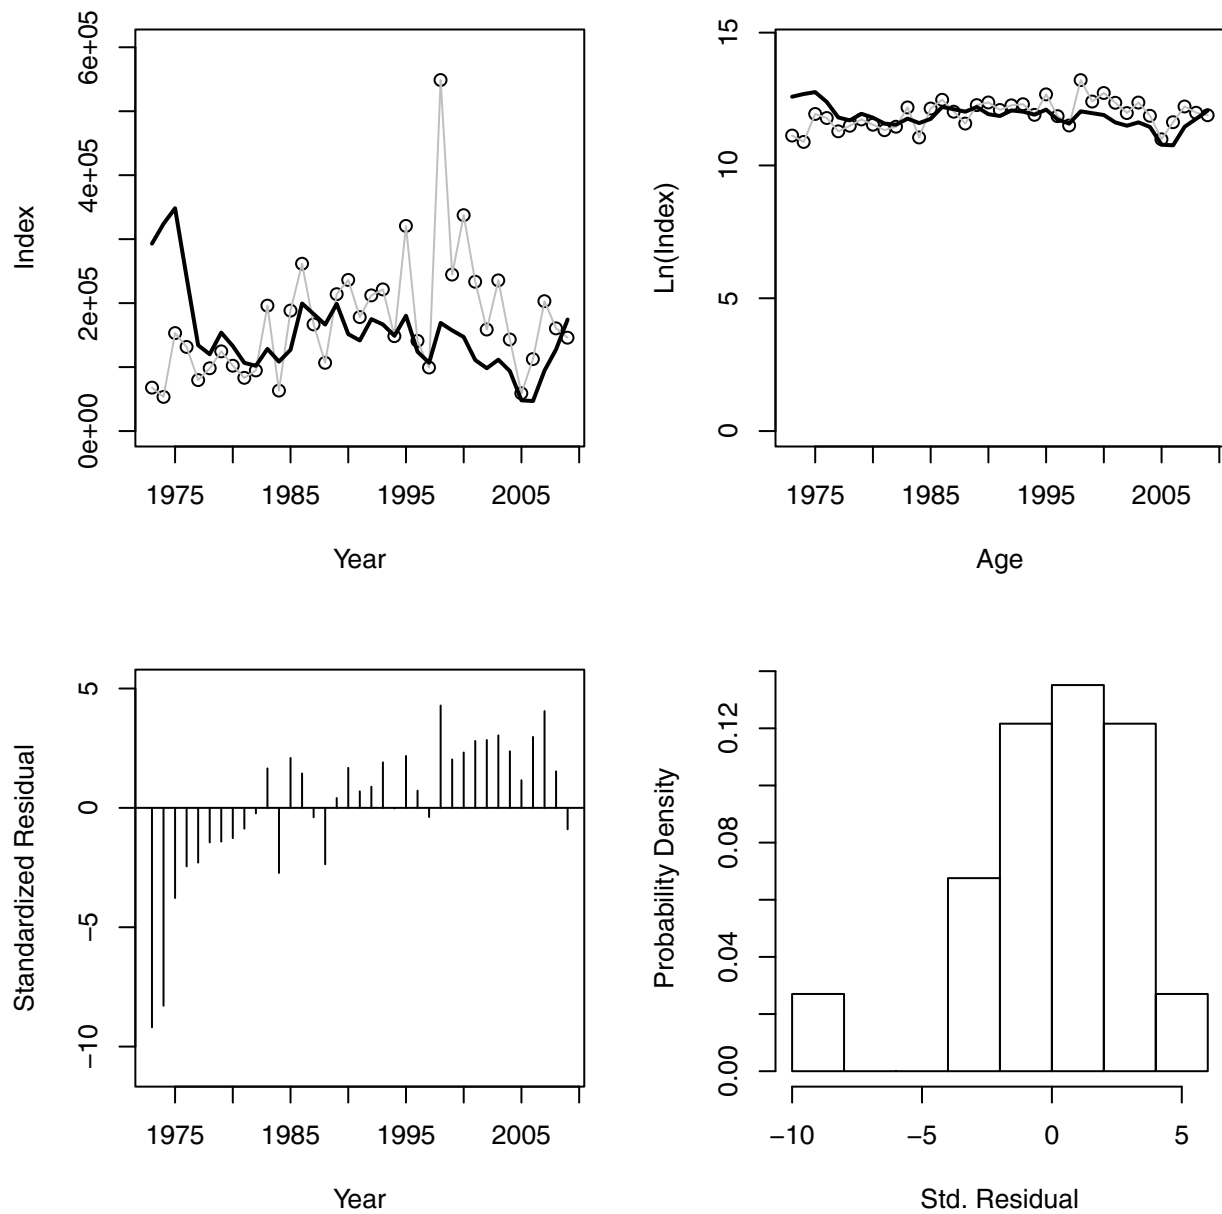 6e+05
4e+05
2e+05
0e+00
Index
1975 1985 1995 2005
Year
15
10
5
0
Ln(Index)
1975 1985 1995 2005
Age
5
0
−5
−10
Standardized Residual
1975 1985 1995 2005
Year
0.12
0.08
0.04
0.00
Probability Density
−10 −5 0 5
Std. Residual